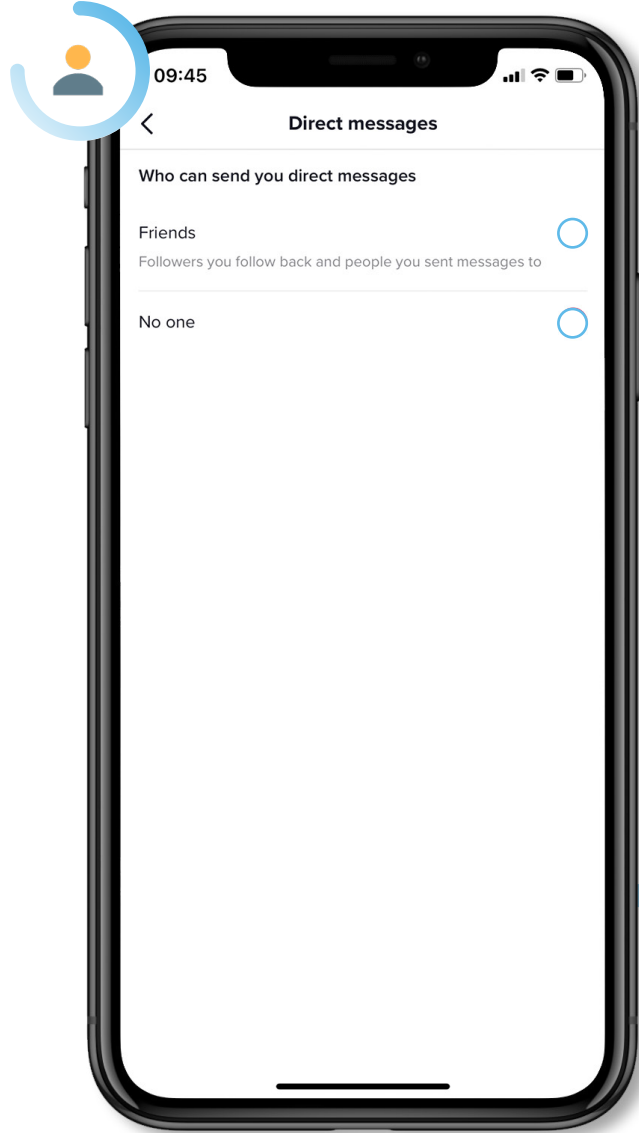 09:45
Direct messages
Who can send you direct messages
Friends
Followers you follow back and people you sent messages to
No one